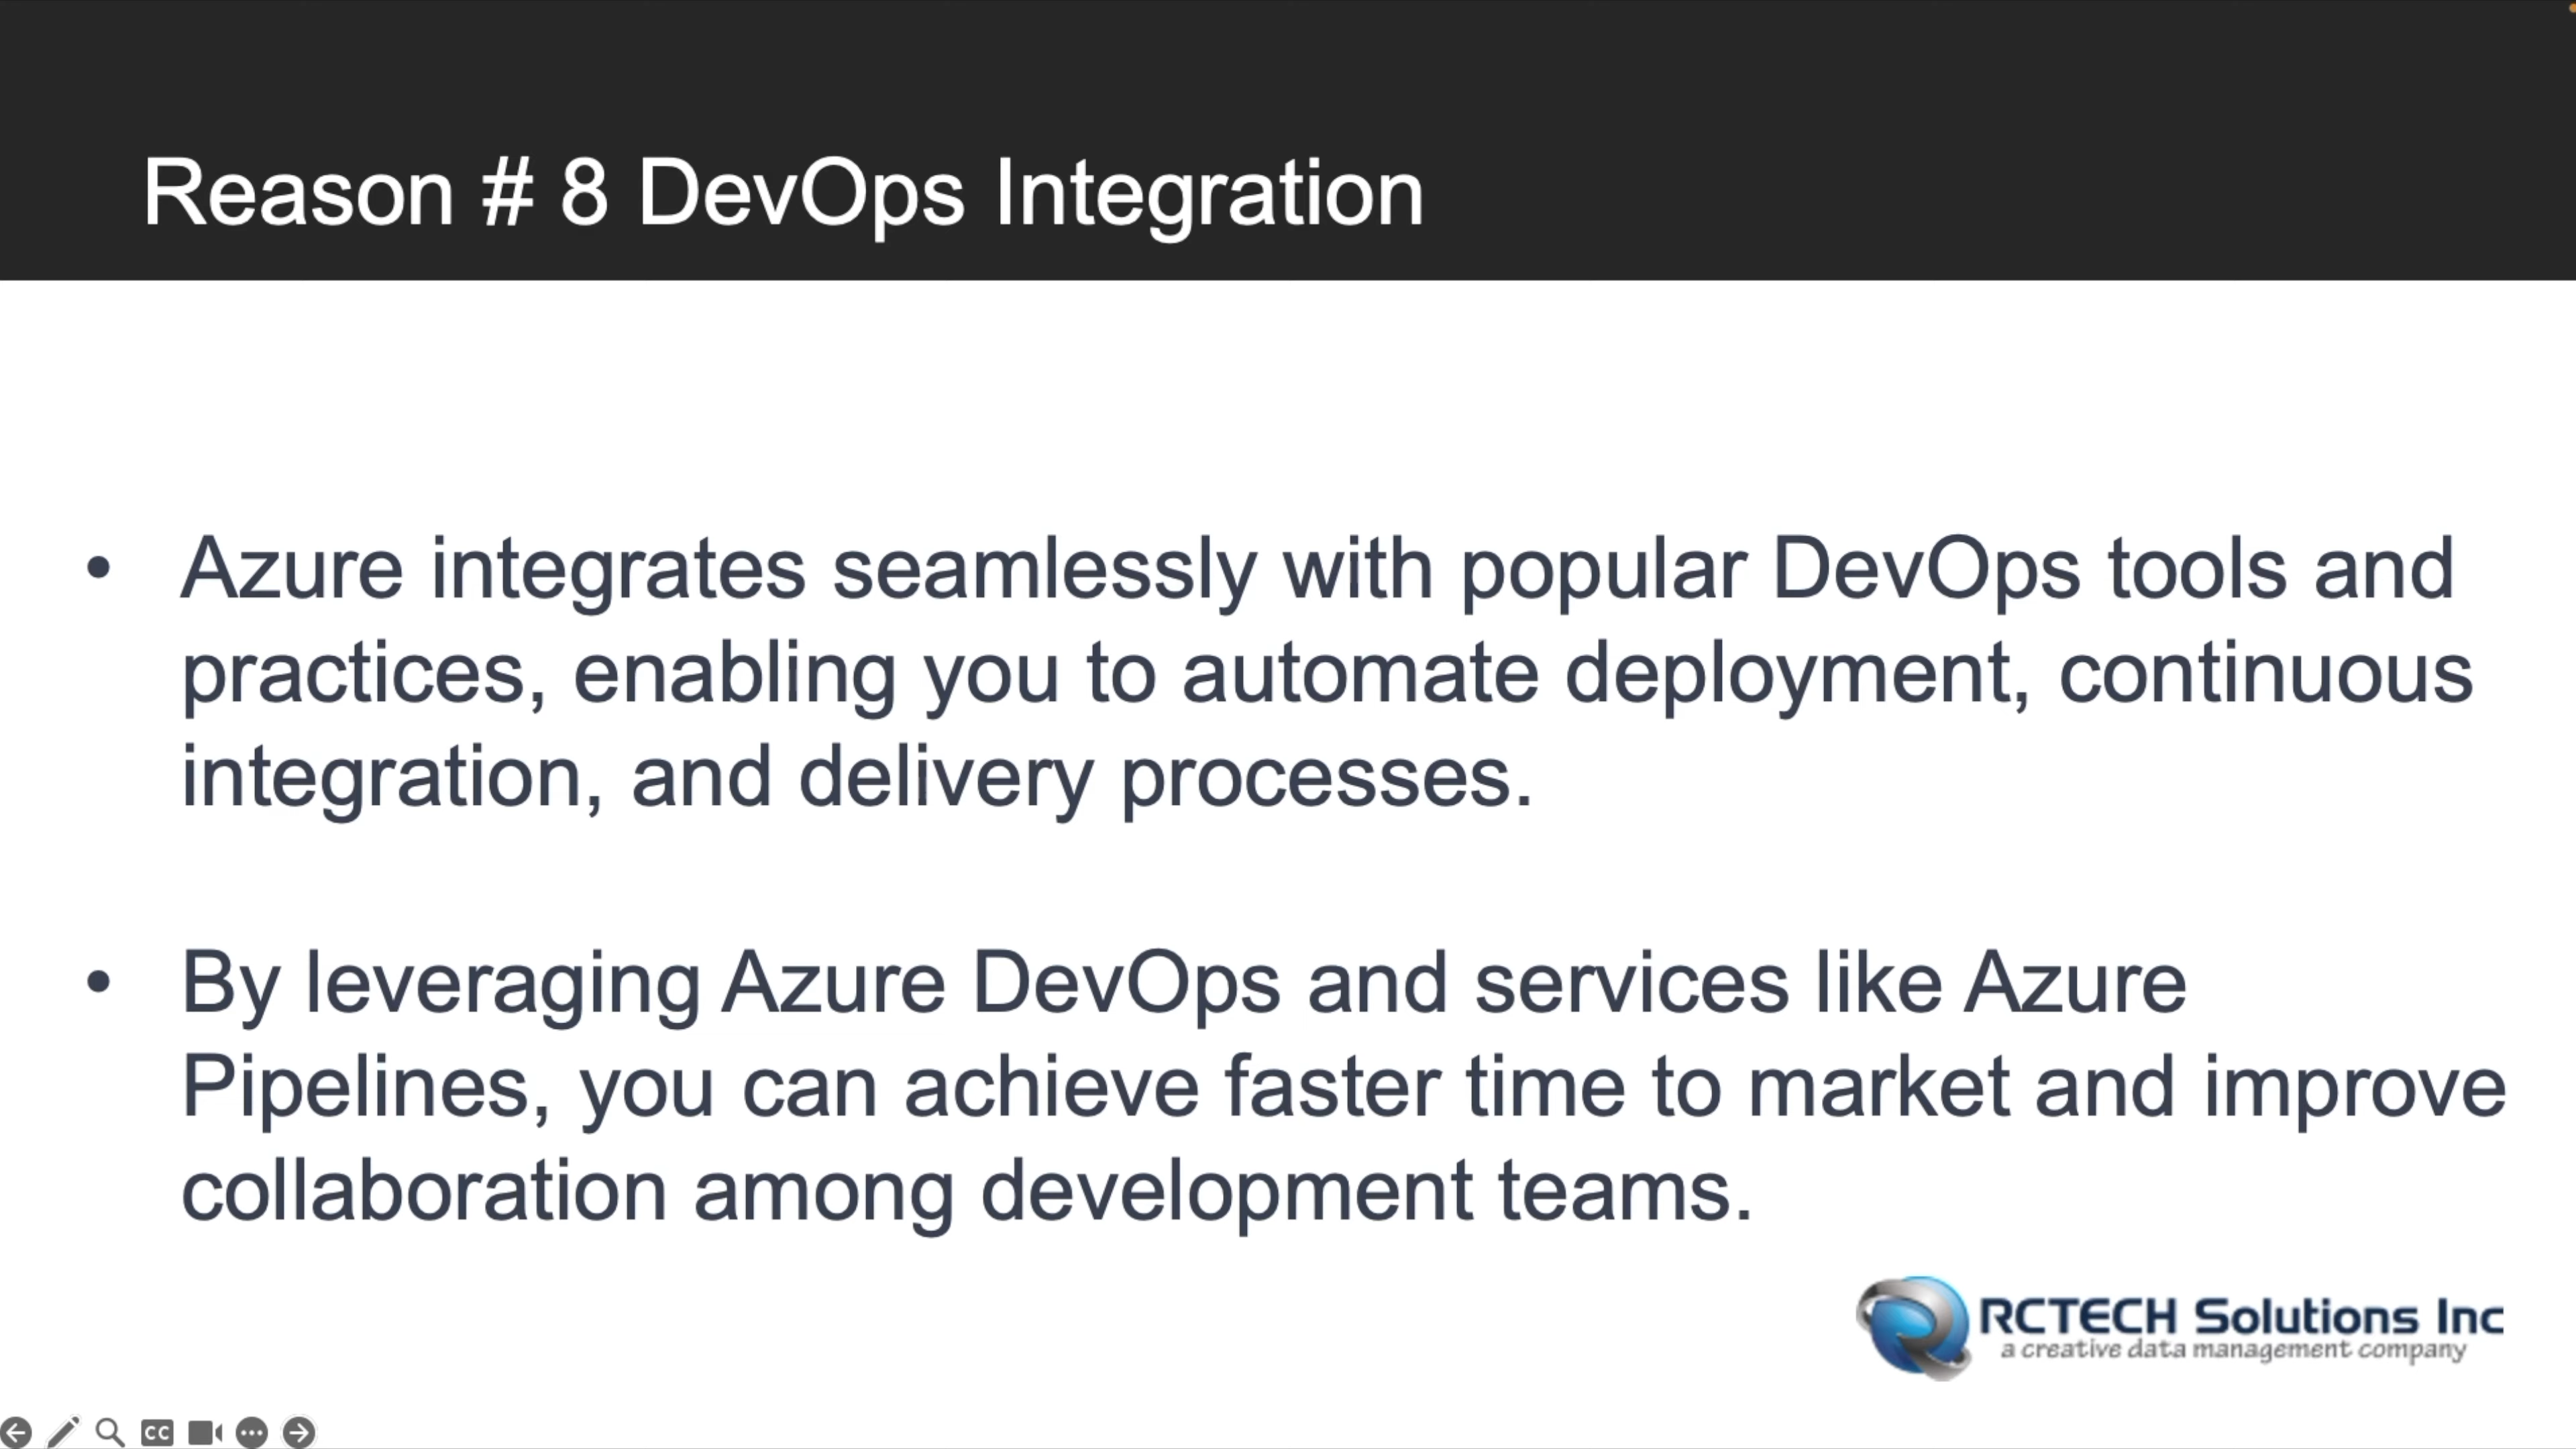 Reason # 8 DevOps Integration
• Azure integrates seamlessly with popular DevOps tools and
practices, enabling you to automate deployment, continuous
integration, and delivery processes.
• By leveraging Azure DevOps and services like Azure
Pipelines, you can achieve faster time to market and improve
collaboration among development teams.
RCTECH Solutions Inc
a creative data management company
CC